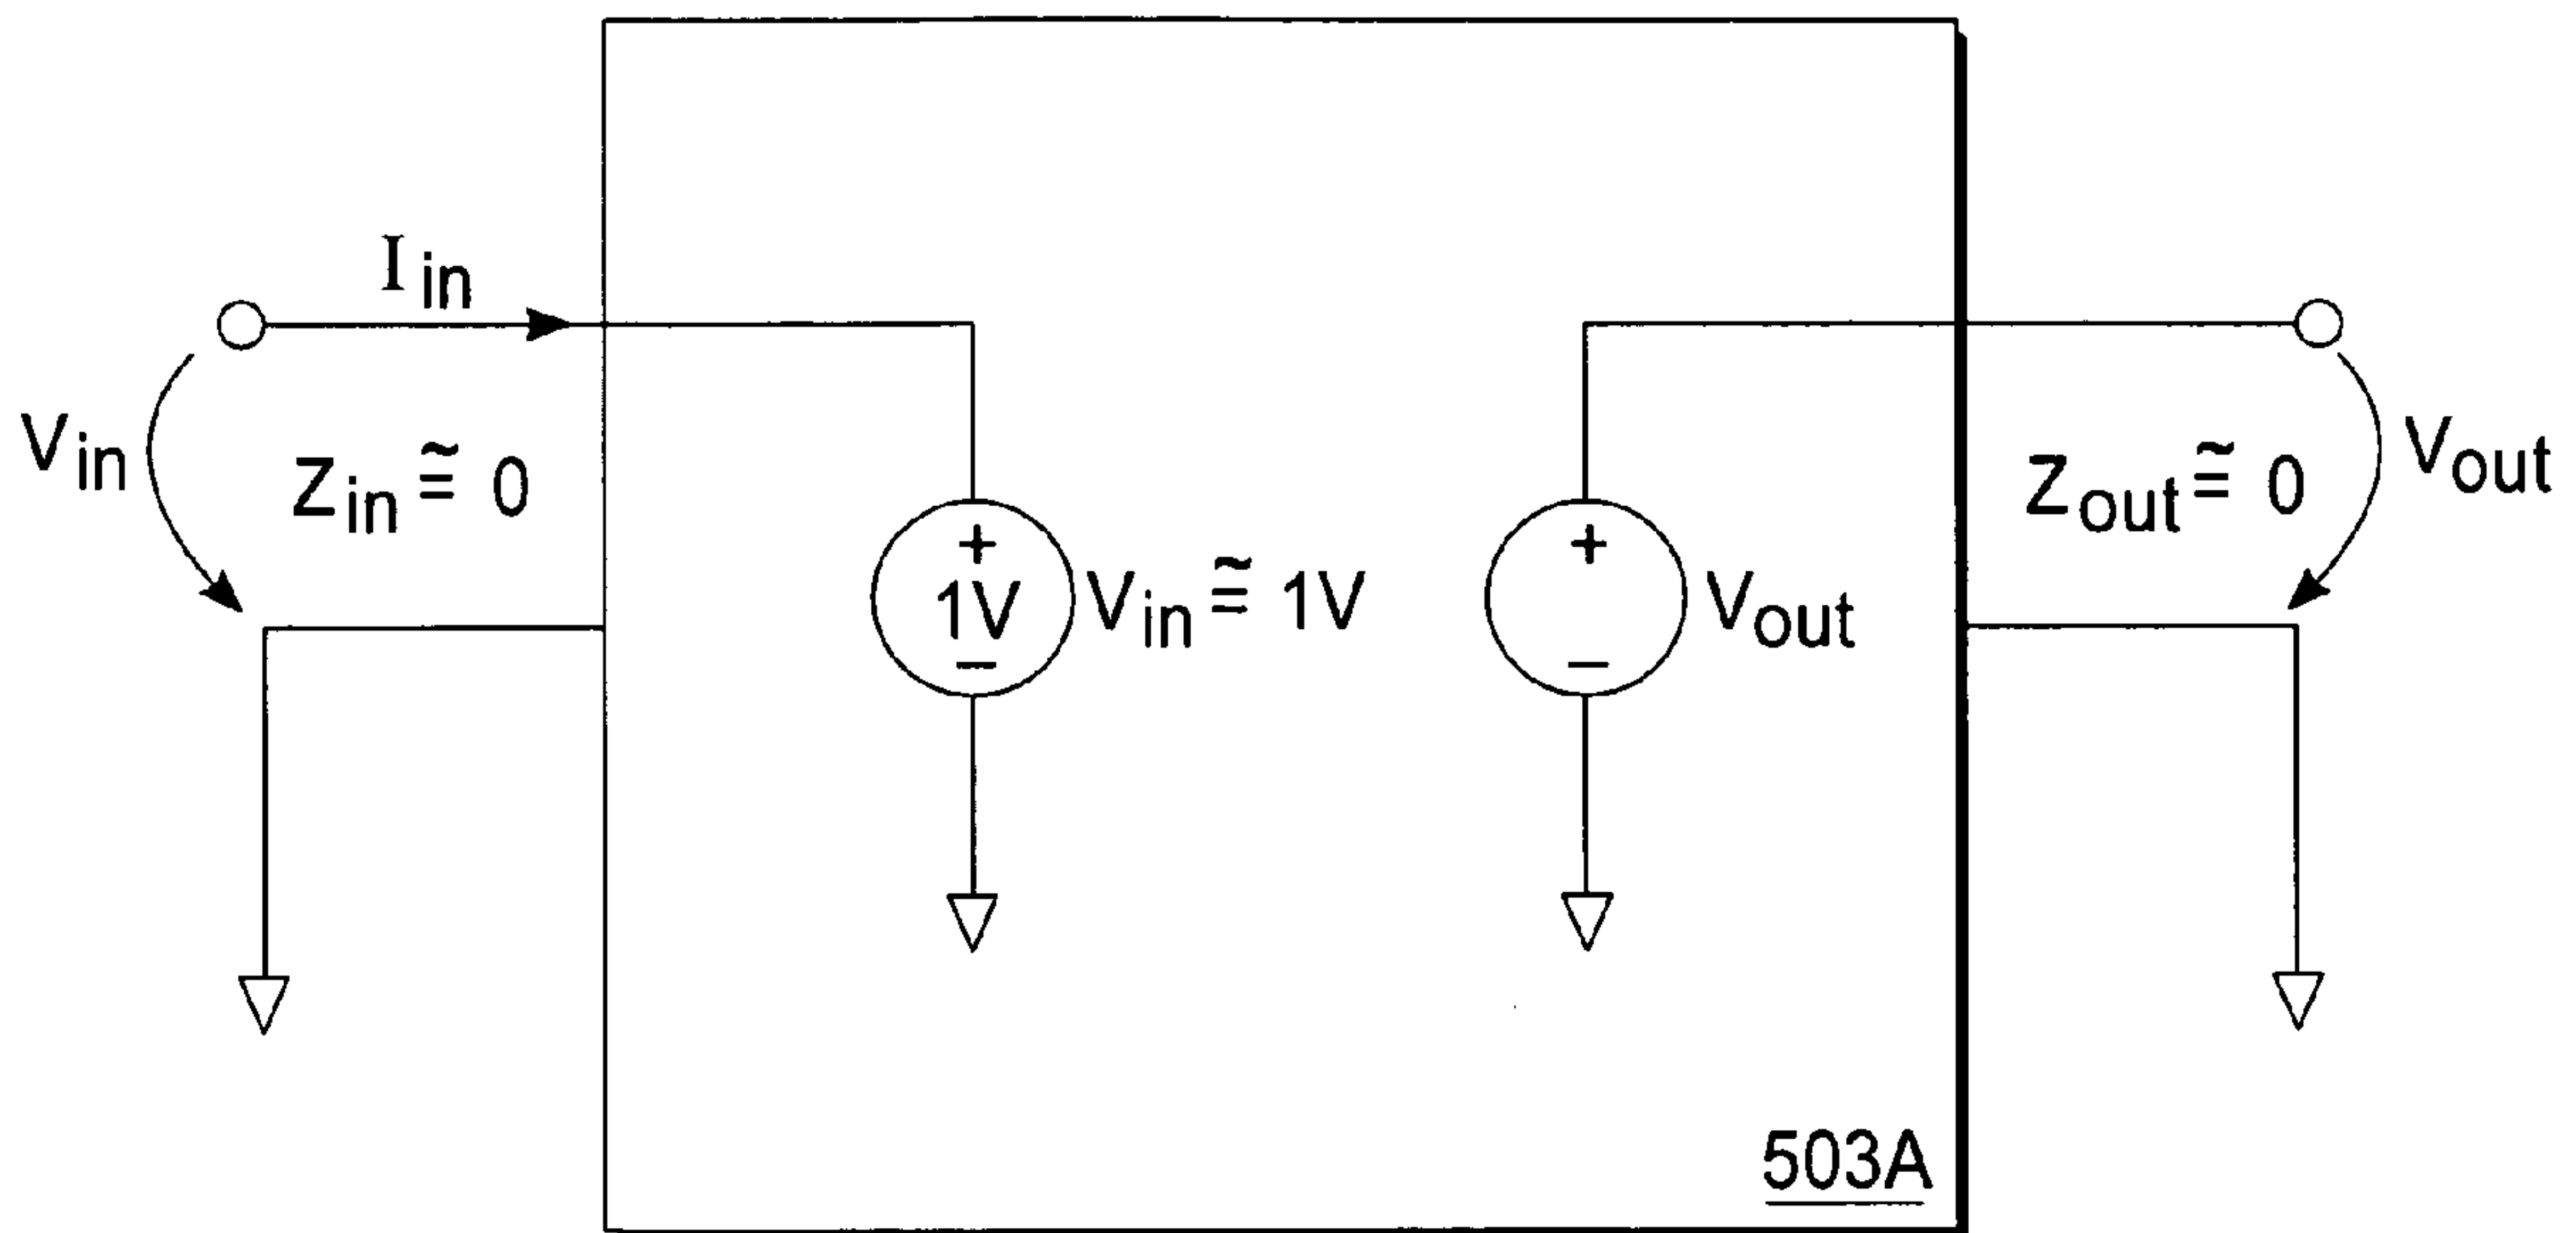 I in
V in
Z in ≅ 0
+
1V
−
V in ≅ 1V
+
−
V out
Z out ≅ 0
V out
503A